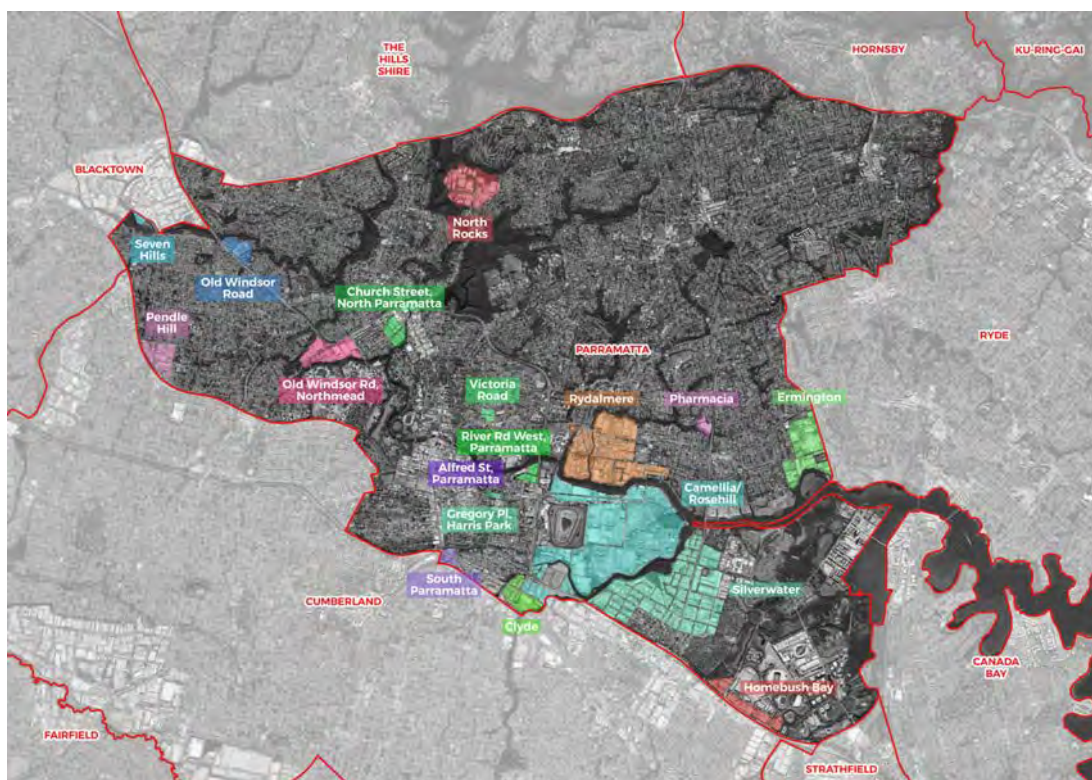 THE
HILLS
SHIRE
HORNSBY
KU-RING-GAI
BLACKTOWN
North
Rocks
Seven
Hills
Old Windsor
Road
Church Street,
North Parramatta
Pendle
Hill
RYDE
PARRAMATTA
Old Windsor Rd,
Northmead
Victoria
Road
Rydalmere
Pharmacia
Ermington
River Rd West,
Parramatta
Alfred St,
Parramatta
Camellia/
Rosehill
Gregory Pl,
Harris Park
South
Parramatta
CUMBERLAND
Silverwater
Clyde
CANADA
BAY
Homebush Bay
FAIRFIELD
STRATHFIELD